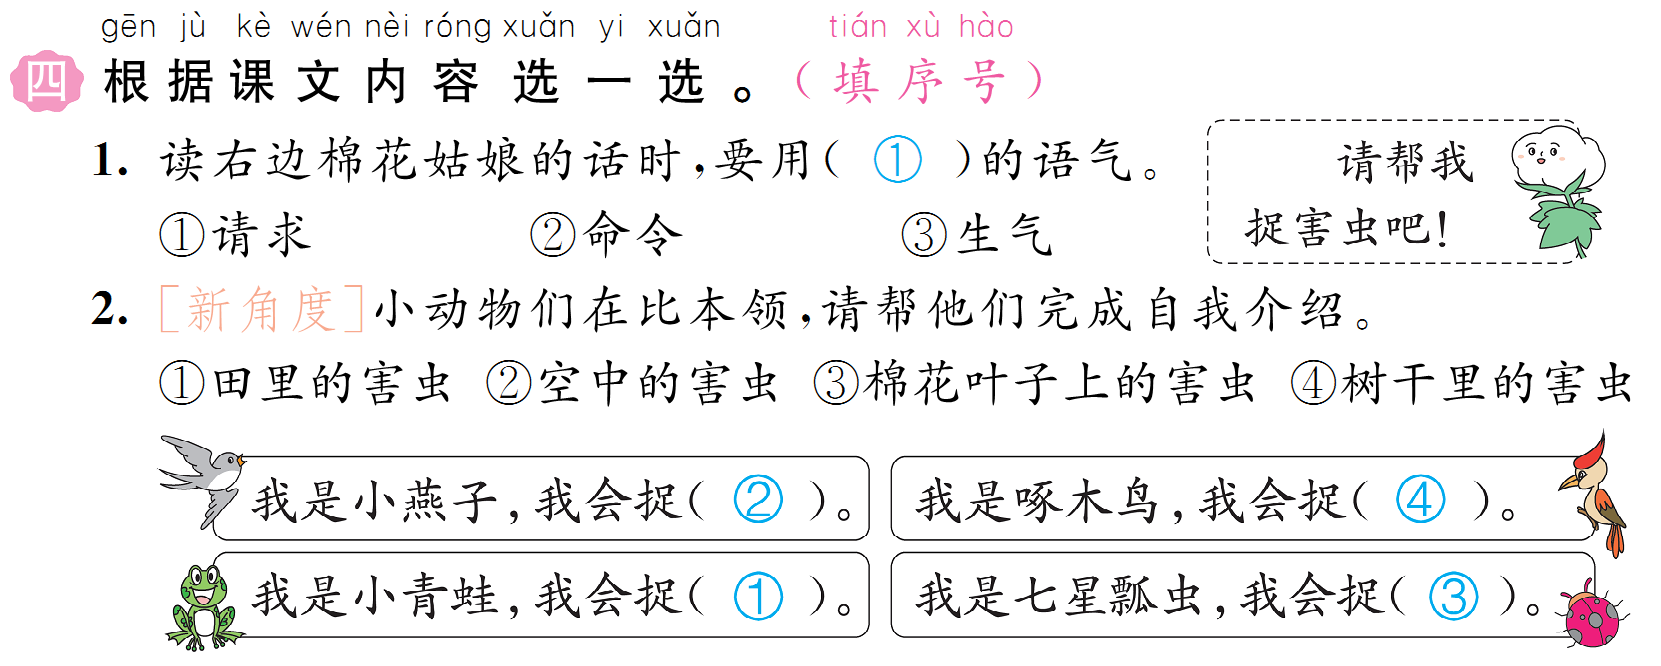 gēn jù kè wén nèi róng xuǎn yi xuǎn tián xù hào
四 根据课文内容选一选。（填序号）
1. 读右边棉花姑娘的话时，要用( ① )的语气。
请帮我
捉害虫吧！
①请求 ②命令 ③生气
2. [新角度]小动物们在比本领，请帮他们完成自我介绍。
①田里的害虫 ②空中的害虫 ③棉花叶子上的害虫 ④树干里的害虫
我是小燕子，我会捉( ② )。 我是啄木鸟，我会捉( ④ )。
我是小青蛙，我会捉( ① )。 我是七星瓢虫，我会捉( ③ )。